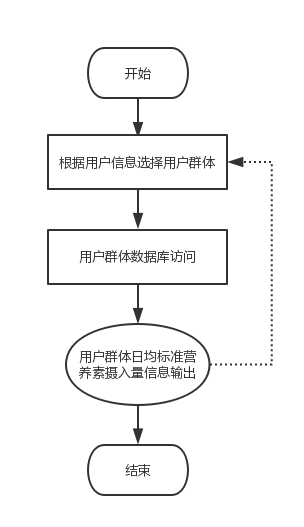 开始
根据用户信息选择用户群体
用户群体数据库访问
用户群体日均标准营
养素摄入量信息输出
结束